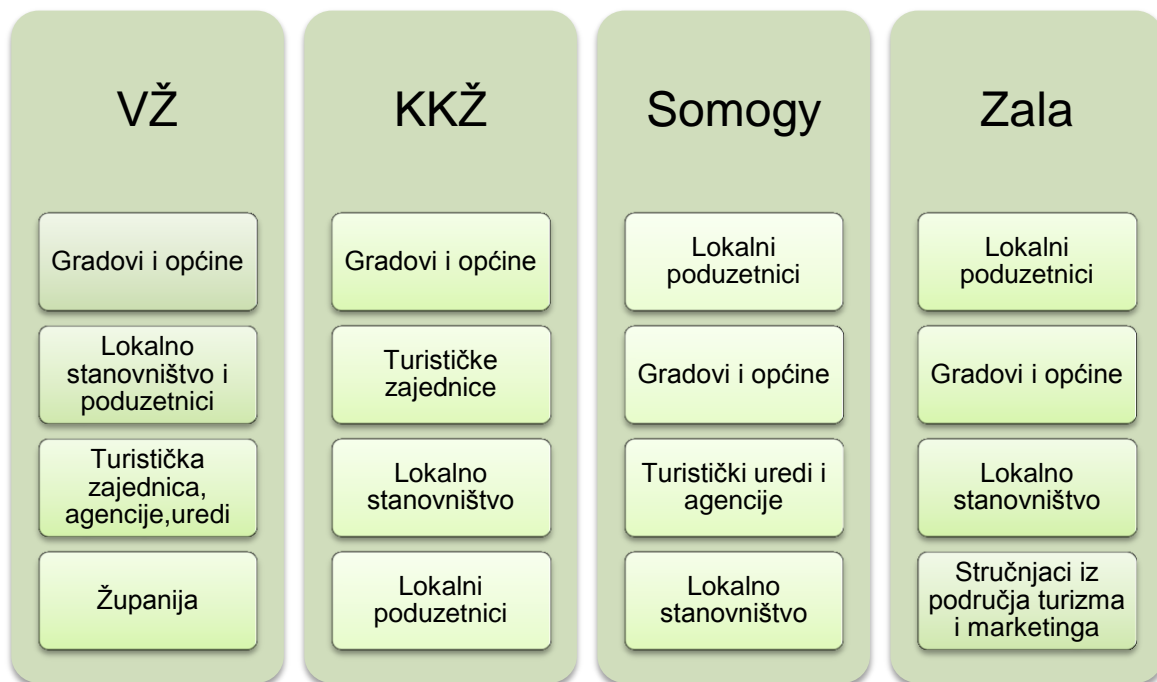 VŽ
Gradovi i općine
Lokalno
stanovništvo i
poduzetnici
Turistička
zajednica,
agencije,uredi
Županija
KKŽ
Gradovi i općine
Turističke
zajednice
Lokalno
stanovništvo
Lokalni
poduzetnici
Somogy
Lokalni
poduzetnici
Gradovi i općine
Turistički uredi i
agencije
Lokalno
stanovništvo
Zala
Lokalni
poduzetnici
Gradovi i općine
Lokalno
stanovništvo
Stručnjaci iz
područja turizma
i marketinga